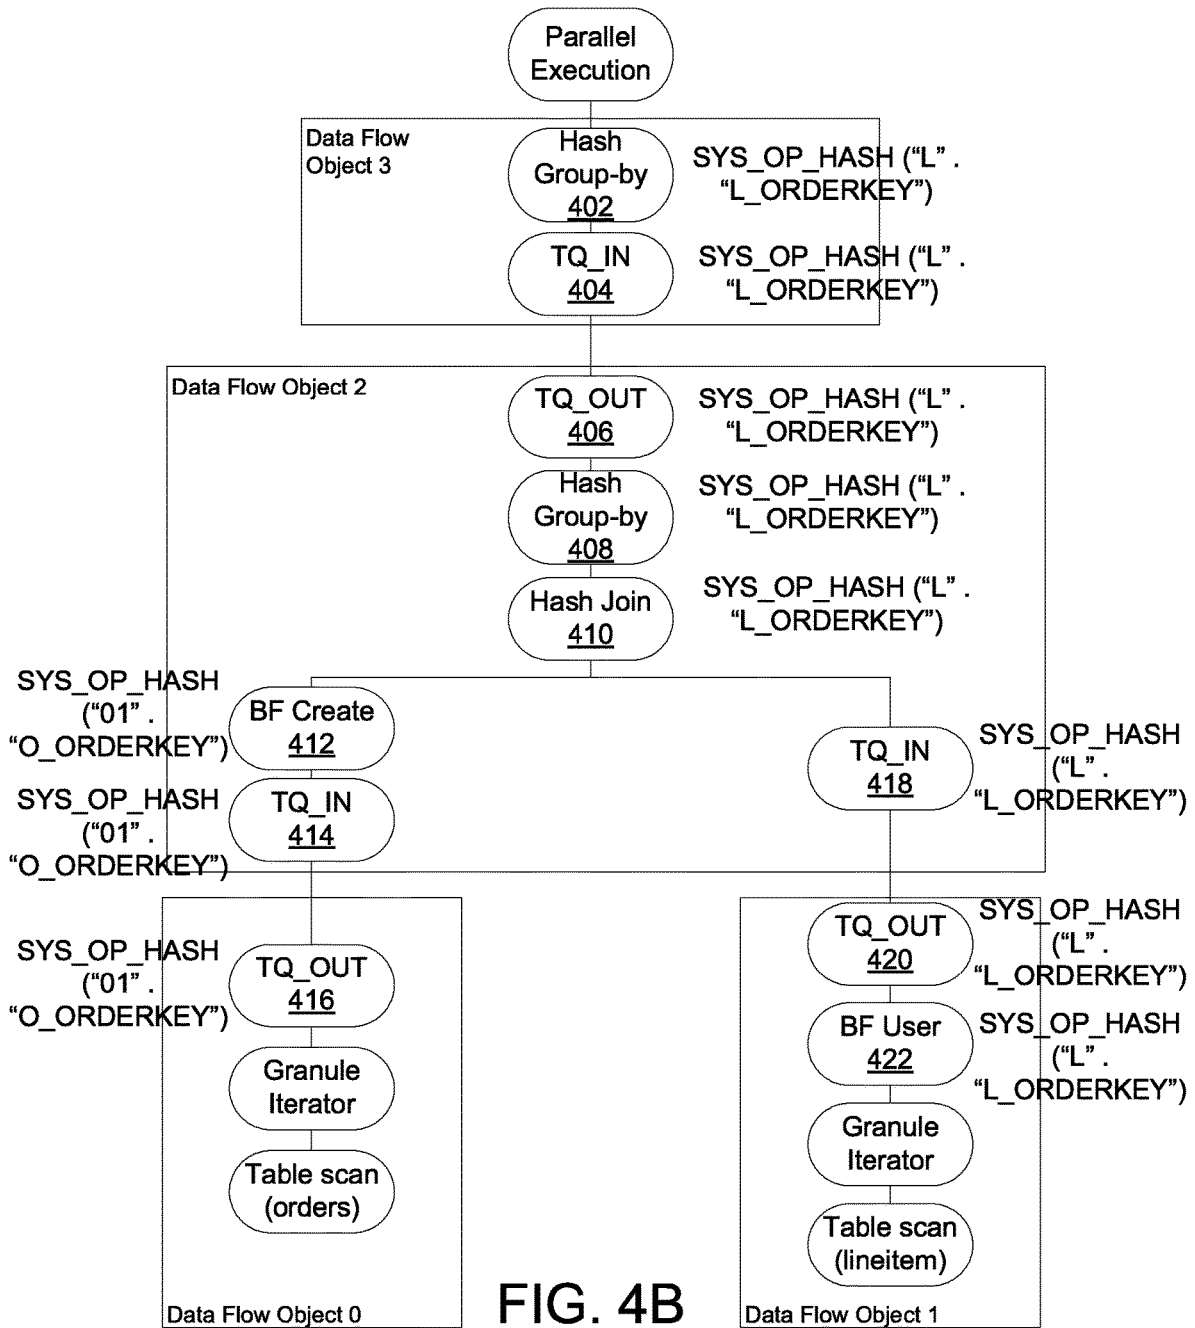 Parallel
Execution
Data Flow
Object 3
Hash
Group-by
402
SYS_OP_HASH (“L” .
“L_ORDERKEY”)
TQ_IN
404
SYS_OP_HASH (“L” .
“L_ORDERKEY”)
Data Flow Object 2
TQ_OUT
406
SYS_OP_HASH (“L” .
“L_ORDERKEY”)
Hash
Group-by
408
SYS_OP_HASH (“L” .
“L_ORDERKEY”)
Hash Join
410
SYS_OP_HASH (“L” .
“L_ORDERKEY”)
SYS_OP_HASH
(“01” .
“O_ORDERKEY”)
BF Create
412
TQ_IN
418
SYS_OP_HASH
(“L” .
“L_ORDERKEY”)
SYS_OP_HASH
(“01” .
“O_ORDERKEY”)
TQ_IN
414
SYS_OP_HASH
(“01” .
“O_ORDERKEY”)
TQ_OUT
416
Granule
Iterator
Table scan
(orders)
Data Flow Object 0
TQ_OUT
420
SYS_OP_HASH
(“L” .
“L_ORDERKEY”)
BF User
422
SYS_OP_HASH
(“L” .
“L_ORDERKEY”)
Granule
Iterator
Table scan
(lineitem)
Data Flow Object 1
FIG. 4B